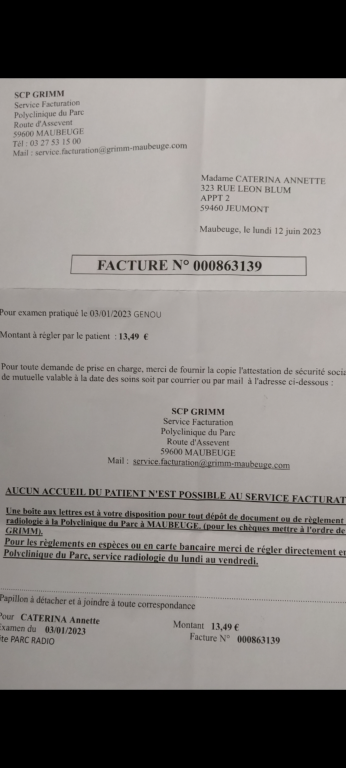 SCP GRIMM
Service Facturation
Polyclinique du Parc
Route d'Assevent
59600 MAUBEUGE
Tél : 03 27 53 15 00
Mail : service.facturation@grimm-maubeuge.com
Madame CATERINA ANNETTE
323 RUE LEON BLUM
APPT 2
59460 JEUMONT
Maubeuge, le lundi 12 juin 2023
FACTURE N° 000863139
Pour examen pratiqué le 03/01/2023 GENOU
Montant à régler par le patient : 13,49 €
Pour toute demande de prise en charge, merci de fournir la copie l'attestation de sécurité socia
de mutuelle valable à la date des soins soit par courrier ou par mail à l'adresse ci-dessous :
SCP GRIMM
Service Facturation
Polyclinique du Parc
Route d'Assevent
59600 MAUBEUGE
Mail : service.facturation@grimm-maubeuge.com
AUCUN ACCUEIL DU PATIENT N'EST POSSIBLE AU SERVICE FACTURAT
Une boîte aux lettres est à votre disposition pour tout dépôt de document ou de règlement
radiologie à la Polyclinique du Parc à MAUBEUGE. (pour les chèques mettre à l'ordre de
GRIMM).
Pour les règlements en espèces ou en carte bancaire merci de régler directement
Polyclinique du Parc, service radiologie du lundi au vendredi.
Papillon à détacher et à joindre à toute correspondance
Pour CATERINA Annette
Montant 13,49 €
Examen du 03/01/2023
Facture N° 000863139
ite PARC RADIO